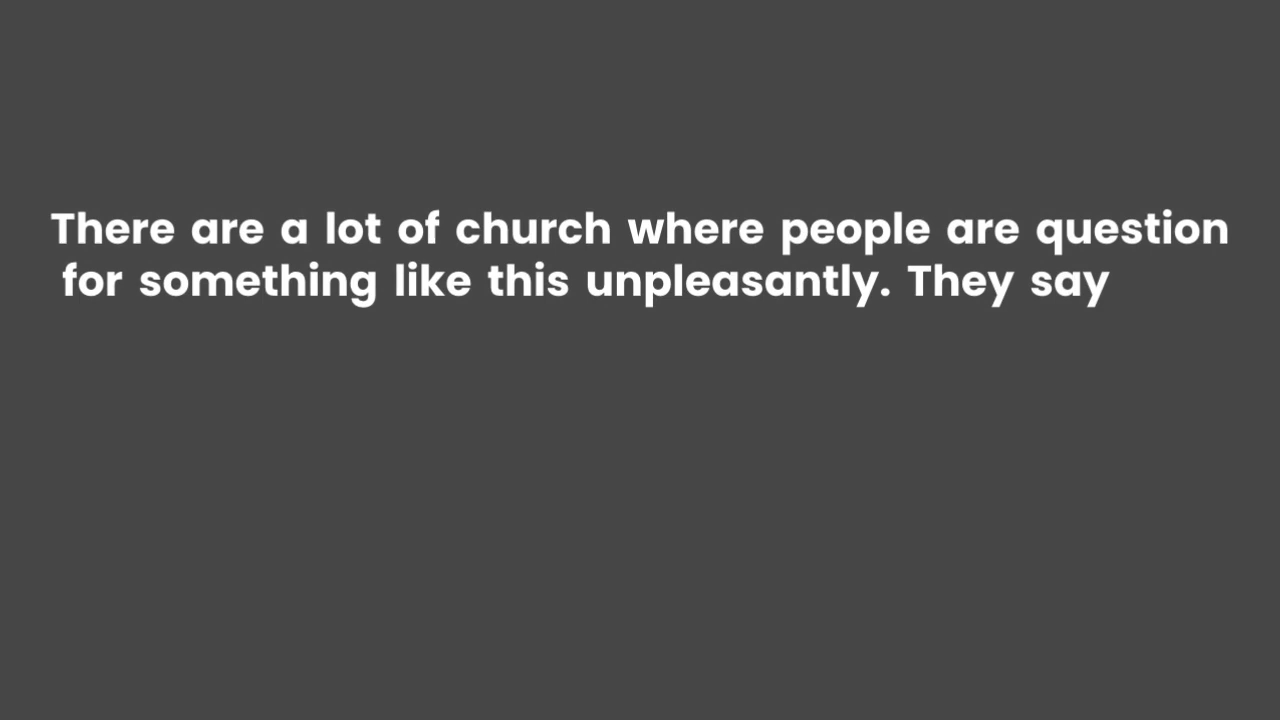 There are a lot of church where people are question
for something like this unpleasantly. They say